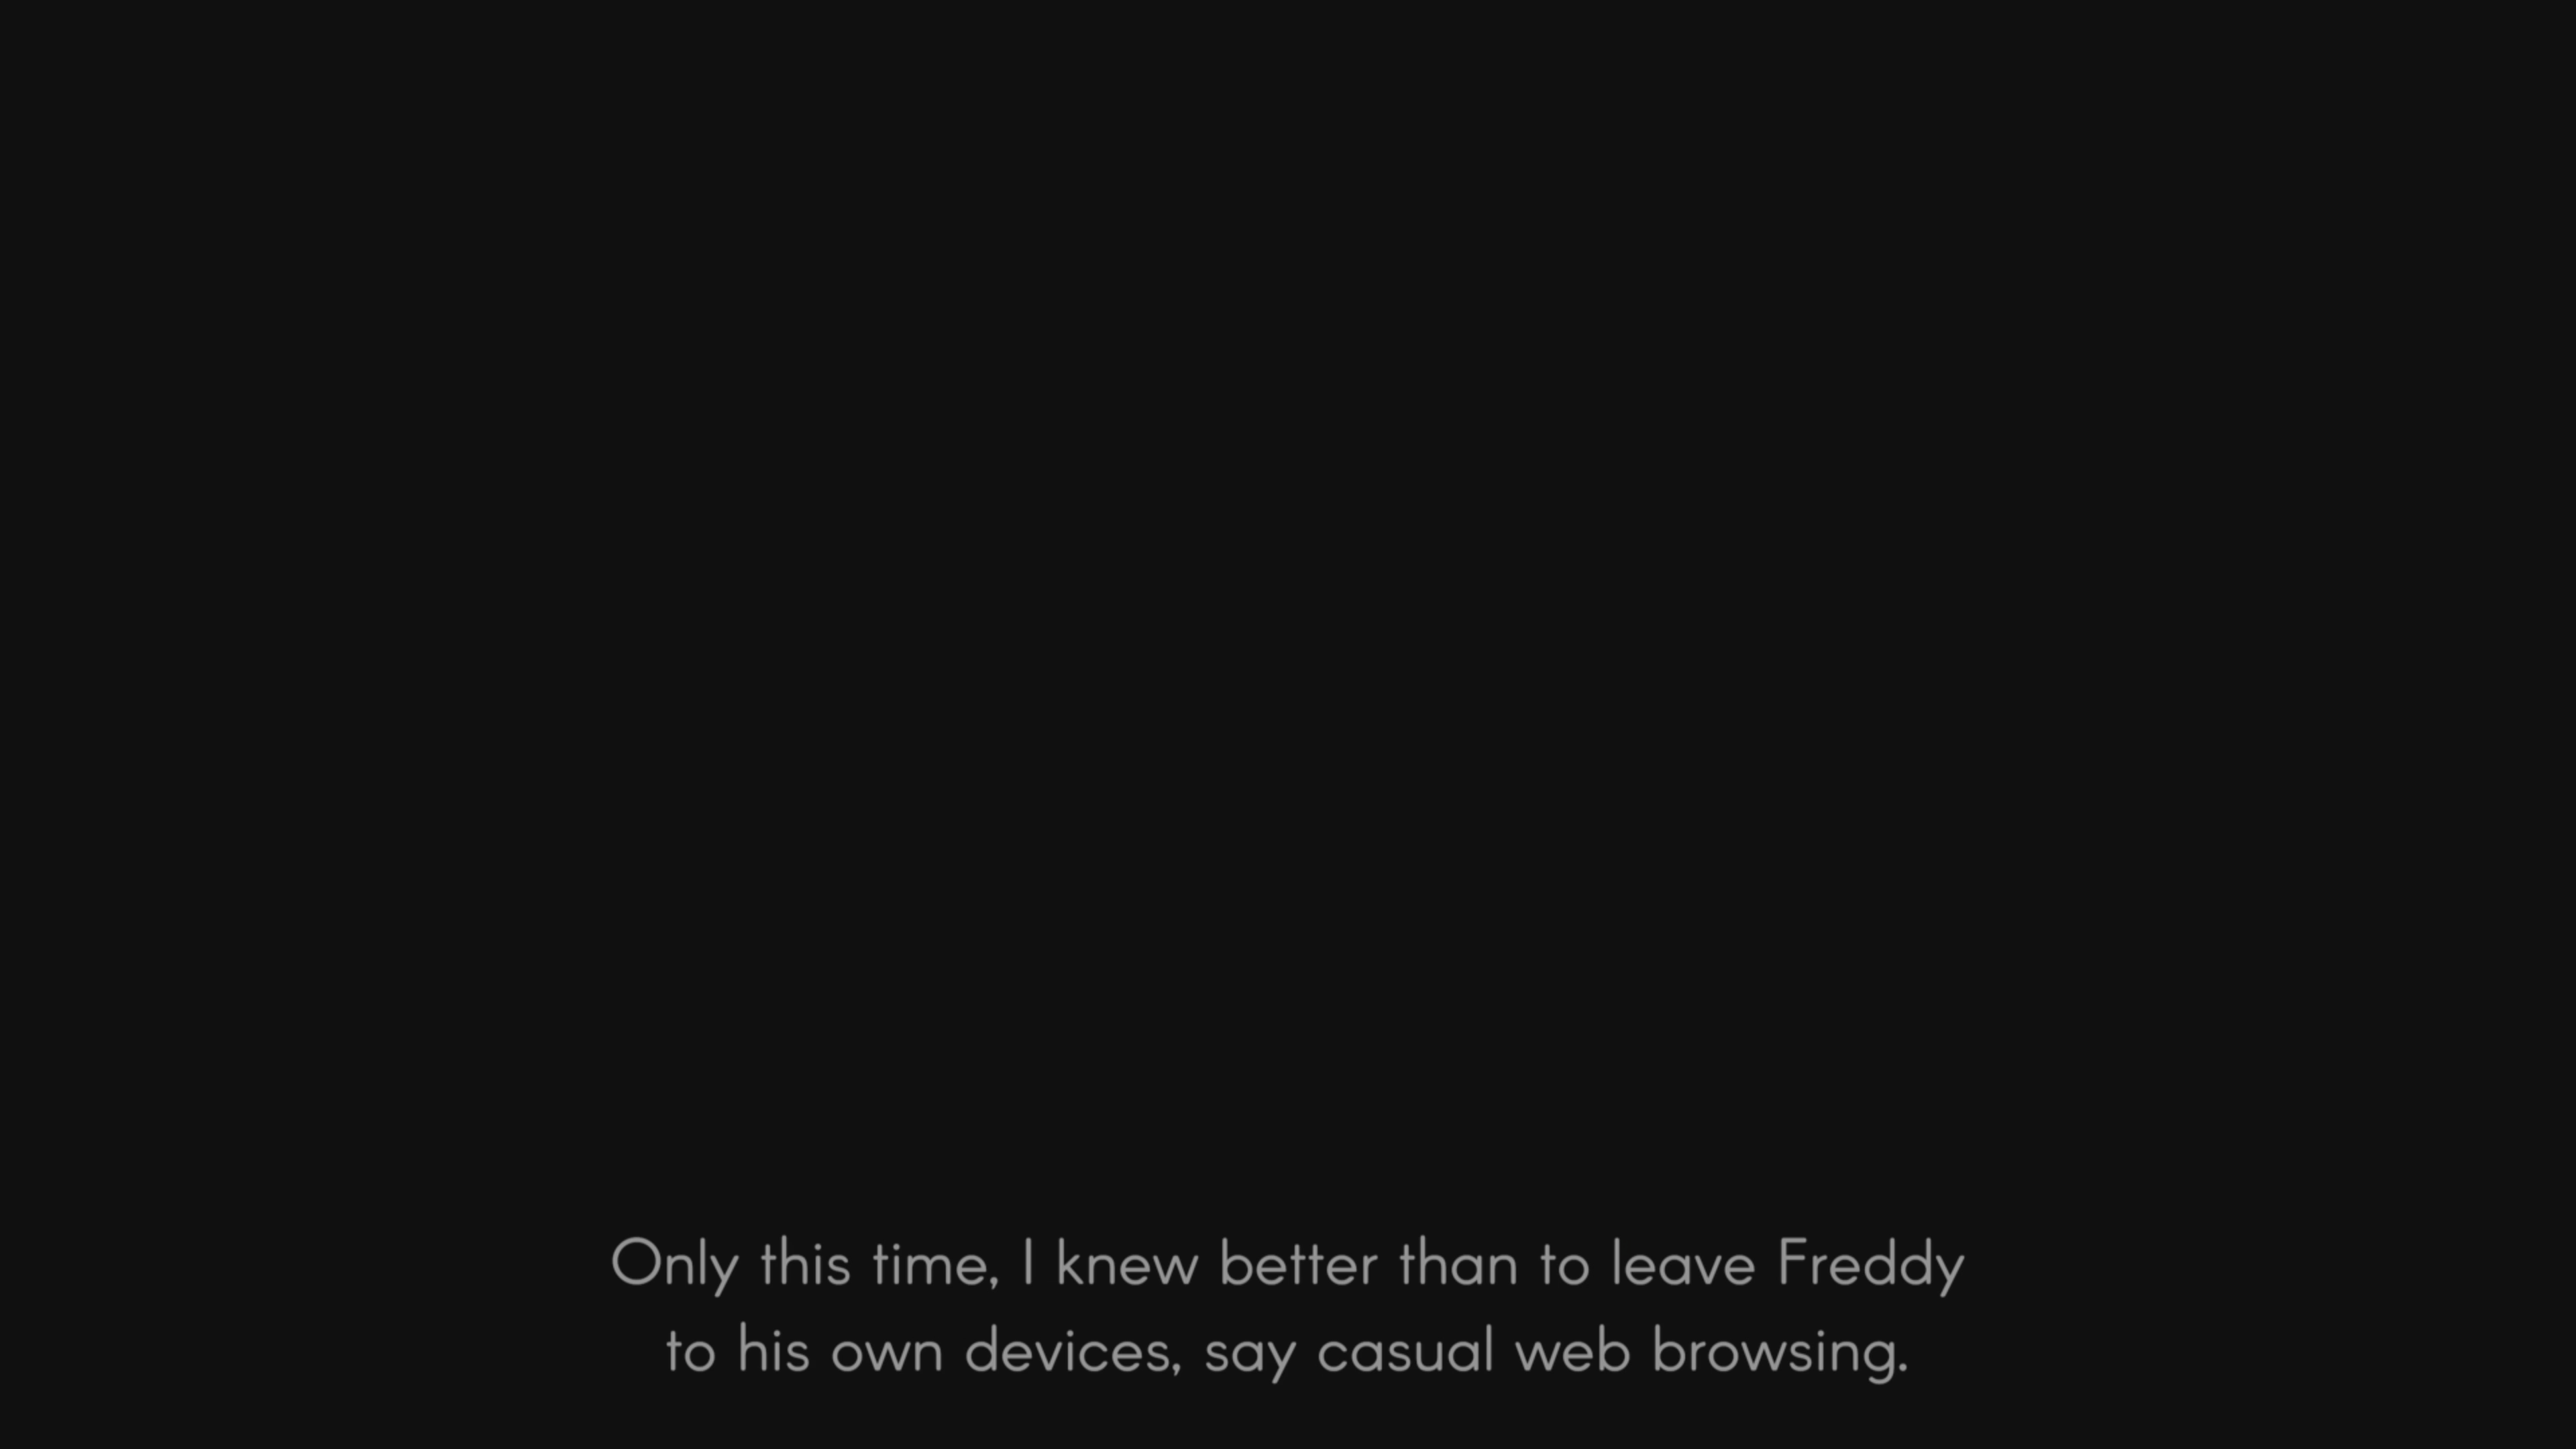 Only this time, I knew better than to leave Freddy
to his own devices, say casual web browsing.